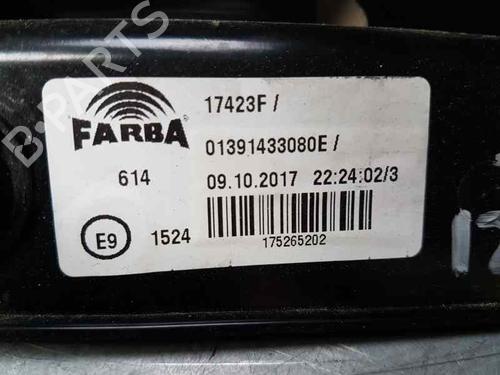 B-PARTS
FARBA
17423F /
01391433080E /
614
09.10.2017 22:24:02/3
E9
1524
175265202